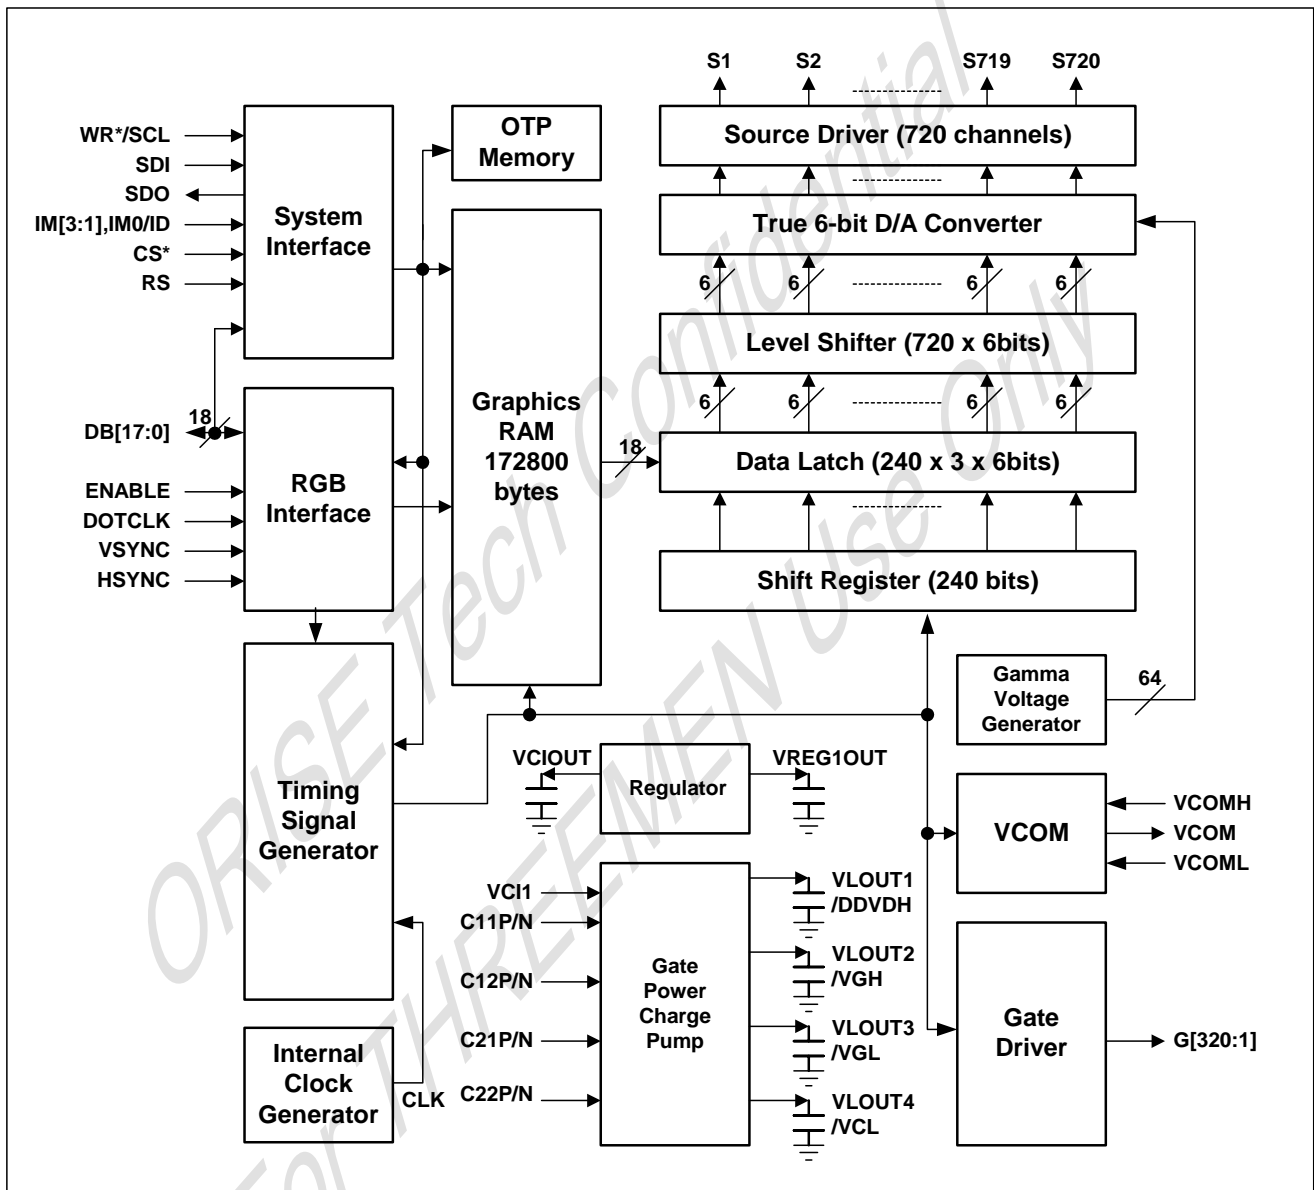 S1 S2 S719 S720
WR*/SCL
SDI
SDO
IM[3:1],IM0/ID
CS*
RS
System
Interface
OTP
Memory
Source Driver (720 channels)
True 6-bit D/A Converter
6 6 6 6
Level Shifter (720 x 6bits)
6 6 6 6
Data Latch (240 x 3 x 6bits)
Shift Register (240 bits)
DB[17:0]
18
ENABLE
DOTCLK
VSYNC
HSYNC
RGB
Interface
Graphics
RAM
172800
bytes
18
Gamma
Voltage
Generator
64
Timing
Signal
Generator
VCIOUT
Regulator
VREG1OUT
VCOM
VCOMH
VCOM
VCOML
VCI1
C11P/N
C12P/N
C21P/N
C22P/N
Gate
Power
Charge
Pump
VLOUT1
/DDVDH
VLOUT2
/VGH
VLOUT3
/VGL
VLOUT4
/VCL
Gate
Driver
G[320:1]
Internal
Clock
Generator
CLK
ORISE Tech Confidential
For THREEMEN Use Only